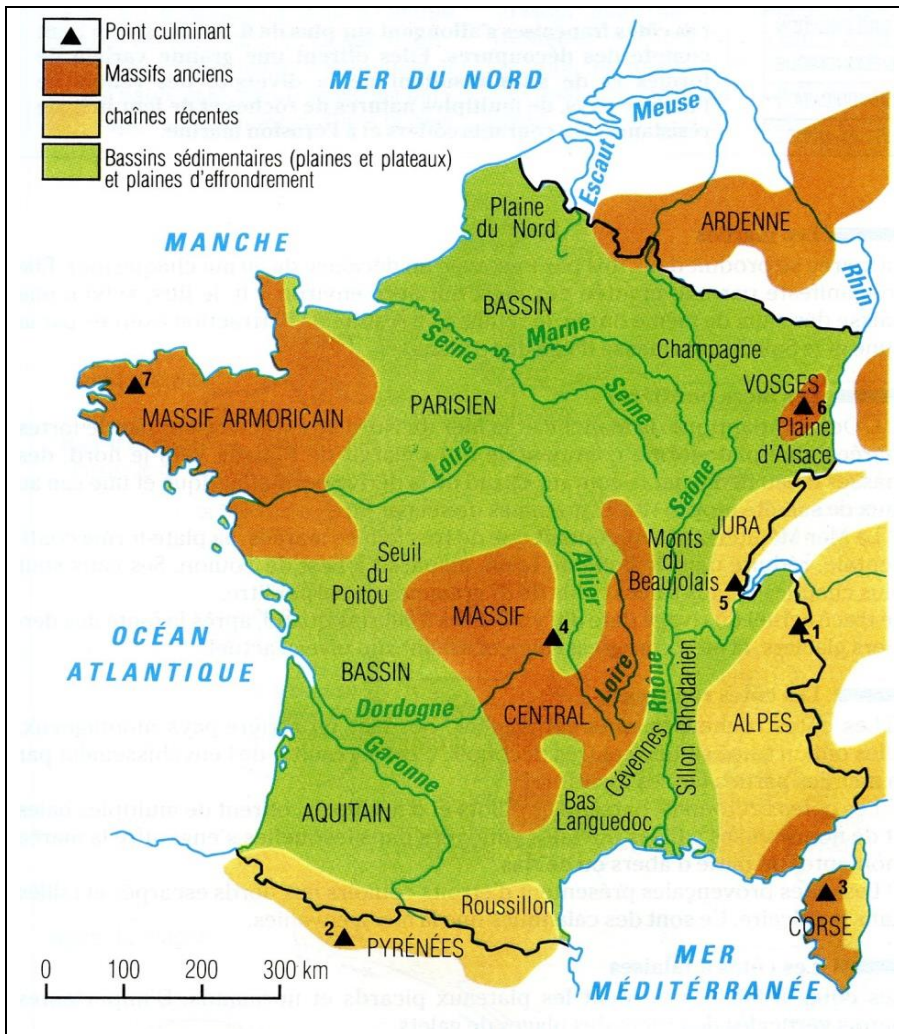 Point culminant
Massifs anciens
chaînes récentes
Bassins sédimentaires (plaines et plateaux)
et plaines d'effrondrement
MER DU NORD
Meuse
Escaut
Plaine
du Nord
ARDENNE
Rhin
MANCHE
BASSIN
Seine
Marne
Champagne
VOSGES
7
6
MASSIF ARMORICAIN
PARISIEN
Seine
Plaine
d'Alsace
Loire
Saône
JURA
Seuil
du
Poitou
Monts
du
Beaujolais
Allier
MASSIF
5
4
1
OCÉAN
ATLANTIQUE
BASSIN
Dordogne
CENTRAL
Loire
Rhône
Sillon Rhodanien
ALPES
Garonne
Cévennes
AQUITAIN
Bas
Languedoc
Roussillon
3
CORSE
2
PYRÉNÉES
MER
MÉDITÉRRANÉE
0 100 300 km